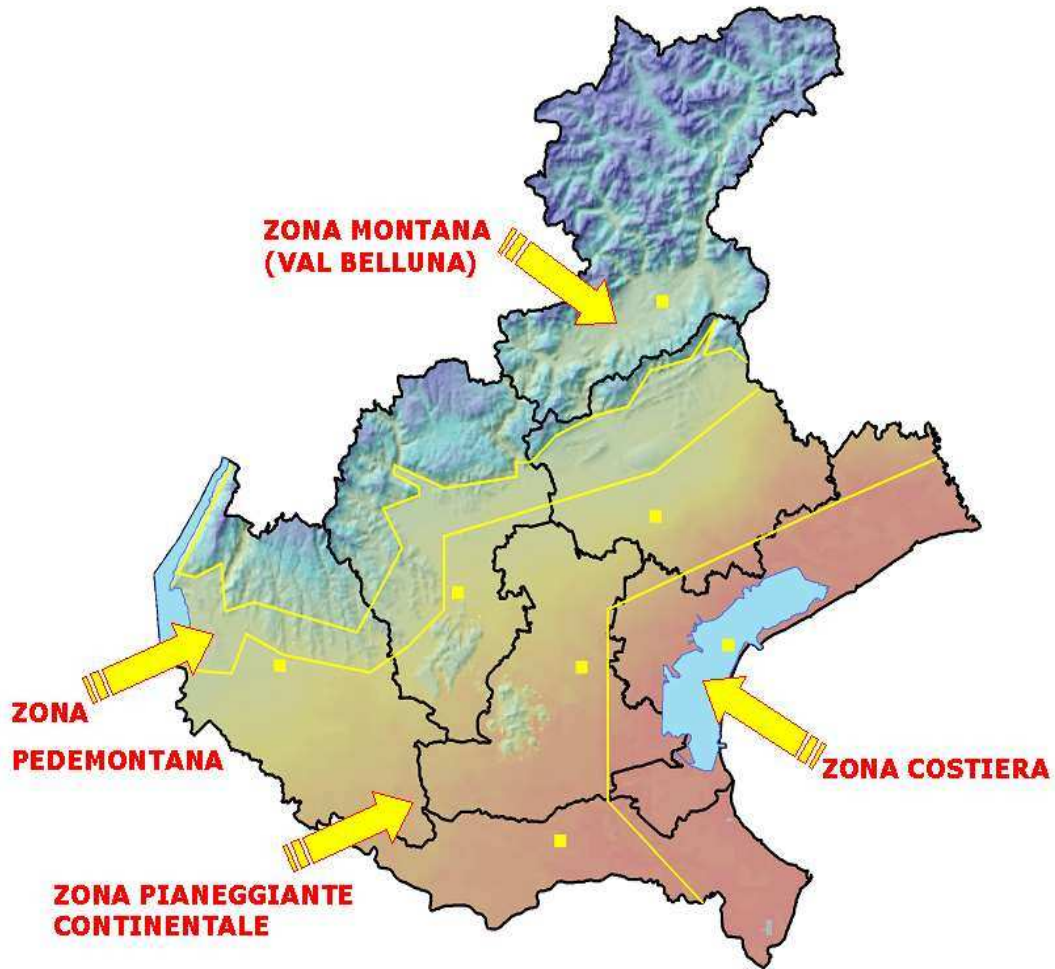 ZONA MONTANA
(VAL BELLUNA)
ZONA
PEDEMONTANA
ZONA COSTIERA
ZONA PIANEGGIANTE
CONTINENTALE